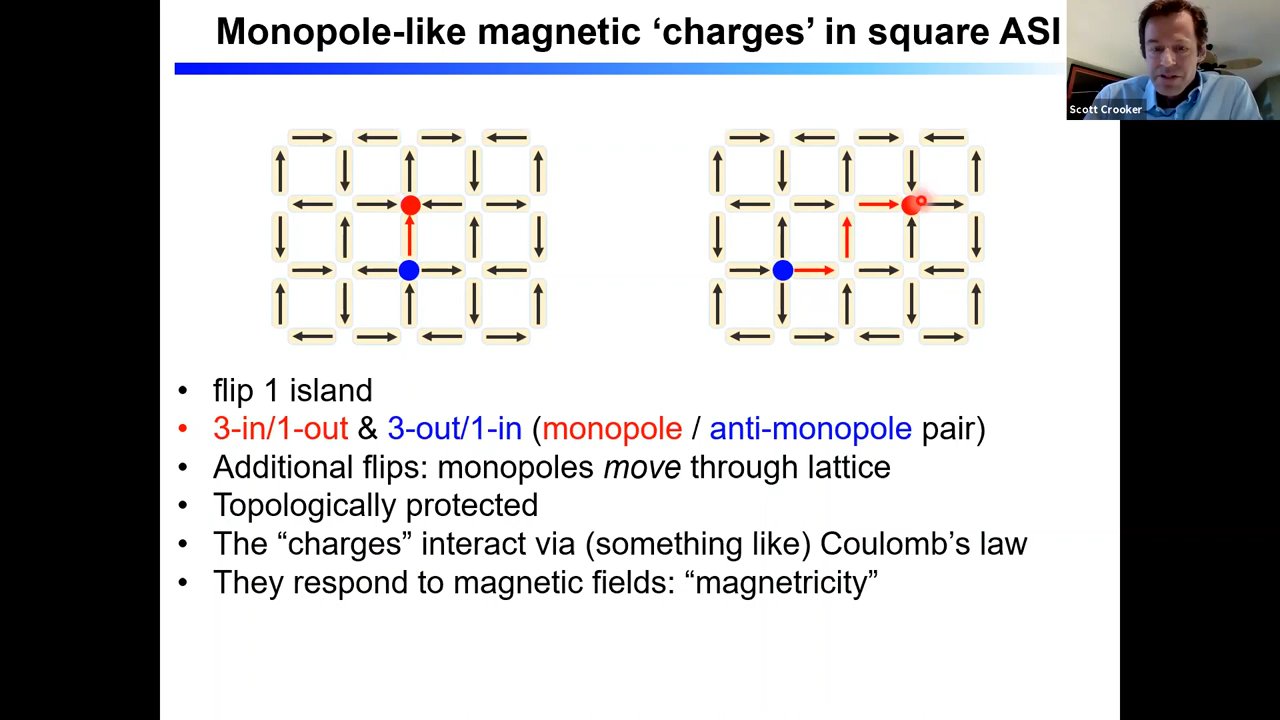 Monopole-like magnetic ‘charges’ in square ASI
Scott Crooker
• flip 1 island
• 3-in/1-out & 3-out/1-in (monopole / anti-monopole pair)
• Additional flips: monopoles move through lattice
• Topologically protected
• The “charges” interact via (something like) Coulomb’s law
• They respond to magnetic fields: “magnetricity”